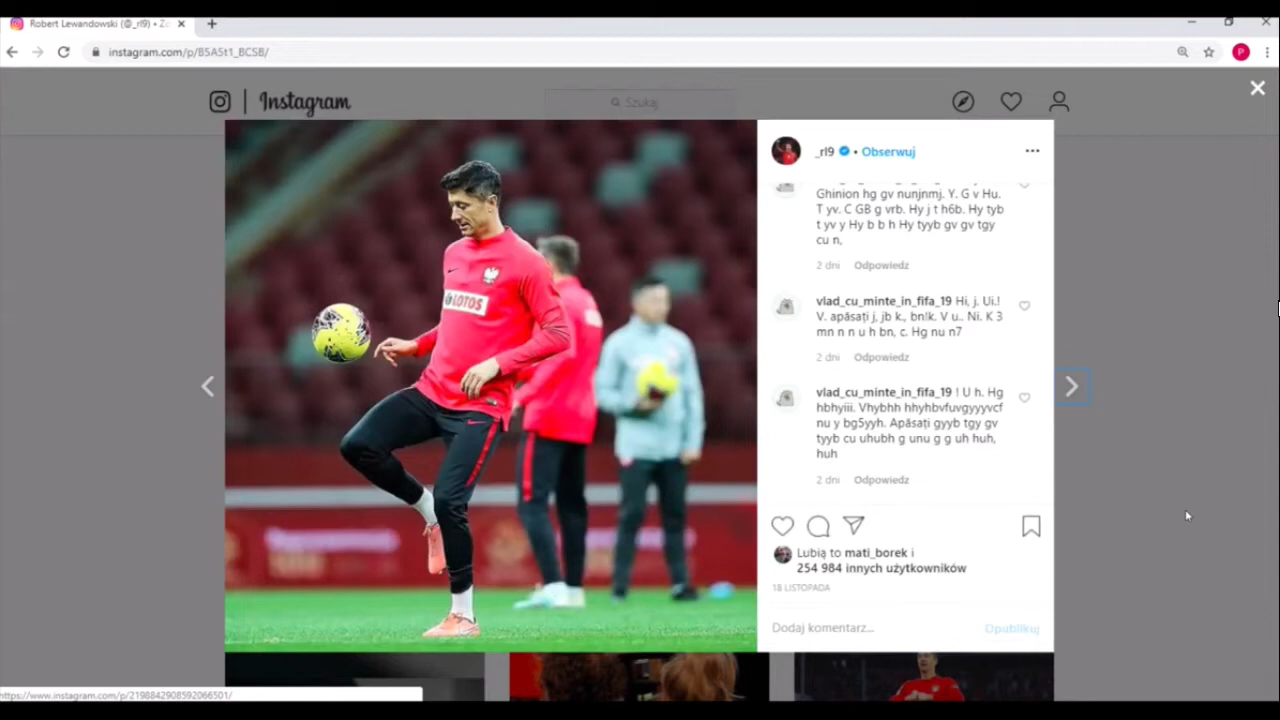 Robert Lewandowski (@_rl9) • Zd
instagram.com/p/B5A5t1_BCSB/
P
Instagram
Szukaj
_rl9 • Obserwuj
Ghinion hg gv nunjnmj. Y. G v Hu.
T yv. C GB g vrb. Hy j t h6b. Hy tyb
t yv y Hy b b h Hy tyyb gv gv tgy
cu n,
2 dni Odpowiedz
vlad_cu_minte_in_fifa_19 Hi, j. Ui.!
V. apăsați j, jb k., bn!k. V u.. Ni. K 3
mn n n u h bn, c. Hg nu n7
2 dni Odpowiedz
vlad_cu_minte_in_fifa_19 ! U h. Hg
hbhyiii. Vhybhh hhyhbvfuvgyyyvcf
nu y bg5yyh. Apăsați gyyb tgy gv
tyyb cu uhubh g unu g g uh huh,
huh
2 dni Odpowiedz
LOTOS
Lubią to mati_borek i
254 984 innych użytkowników
18 LISTOPADA
Dodaj komentarz...
Opublikuj
https://www.instagram.com/p/2198842908592066501/